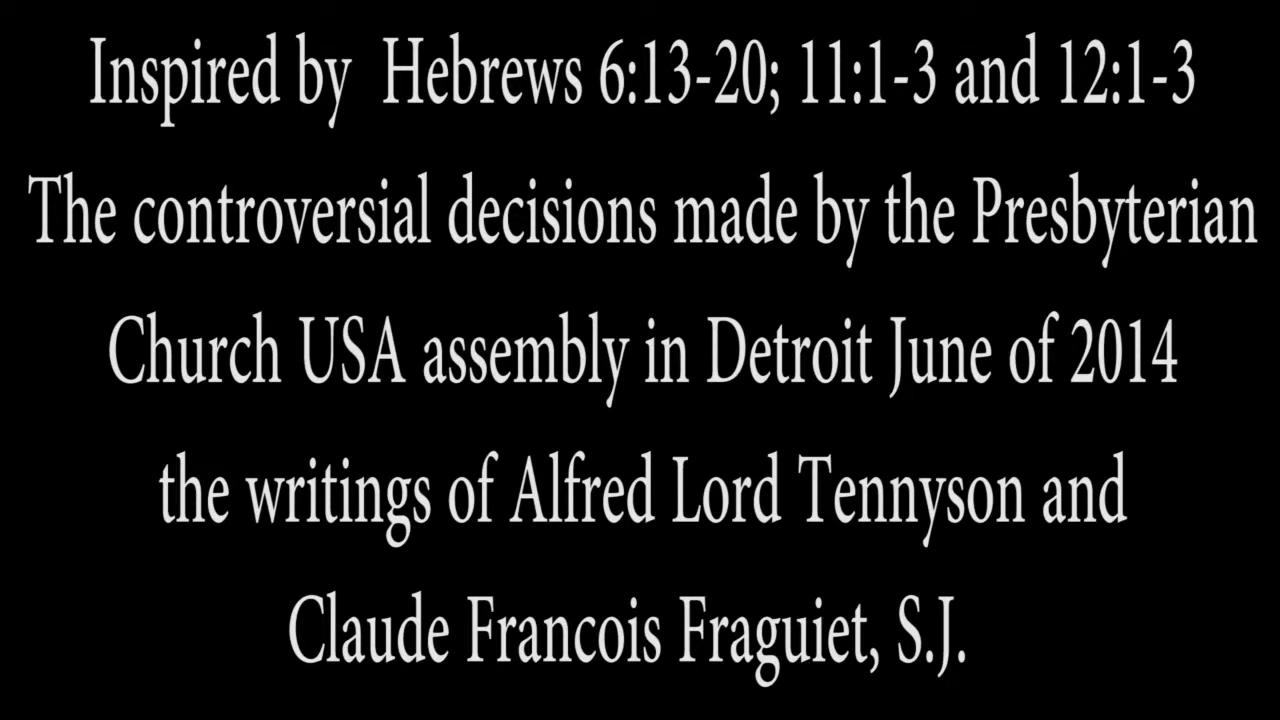 Inspired by  Hebrews 6:13-20; 11:1-3 and 12:1-3
The controversial decisions made by the Presbyterian
Church USA assembly in Detroit June of 2014
the writings of Alfred Lord Tennyson and
Claude Francois Fraguiet, S.J.